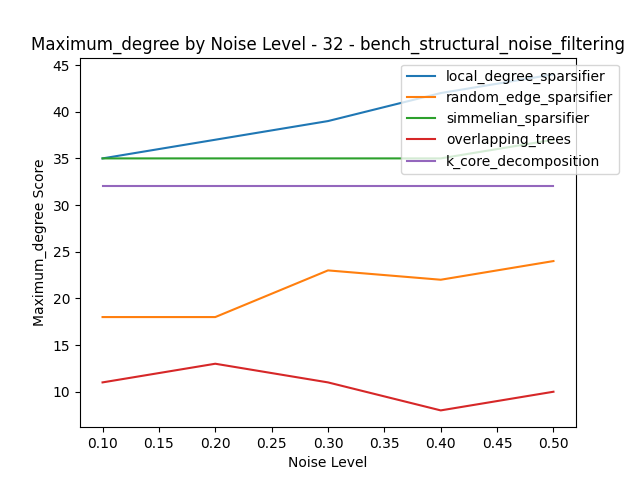 Maximum_degree by Noise Level - 32 - bench_structural_noise_filtering
local_degree_sparsifier
random_edge_sparsifier
simmelian_sparsifier
overlapping_trees
k_core_decomposition
Maximum_degree Score
45
40
35
30
25
20
15
10
0.10 0.15 0.20 0.25 0.30 0.35 0.40 0.45 0.50
Noise Level